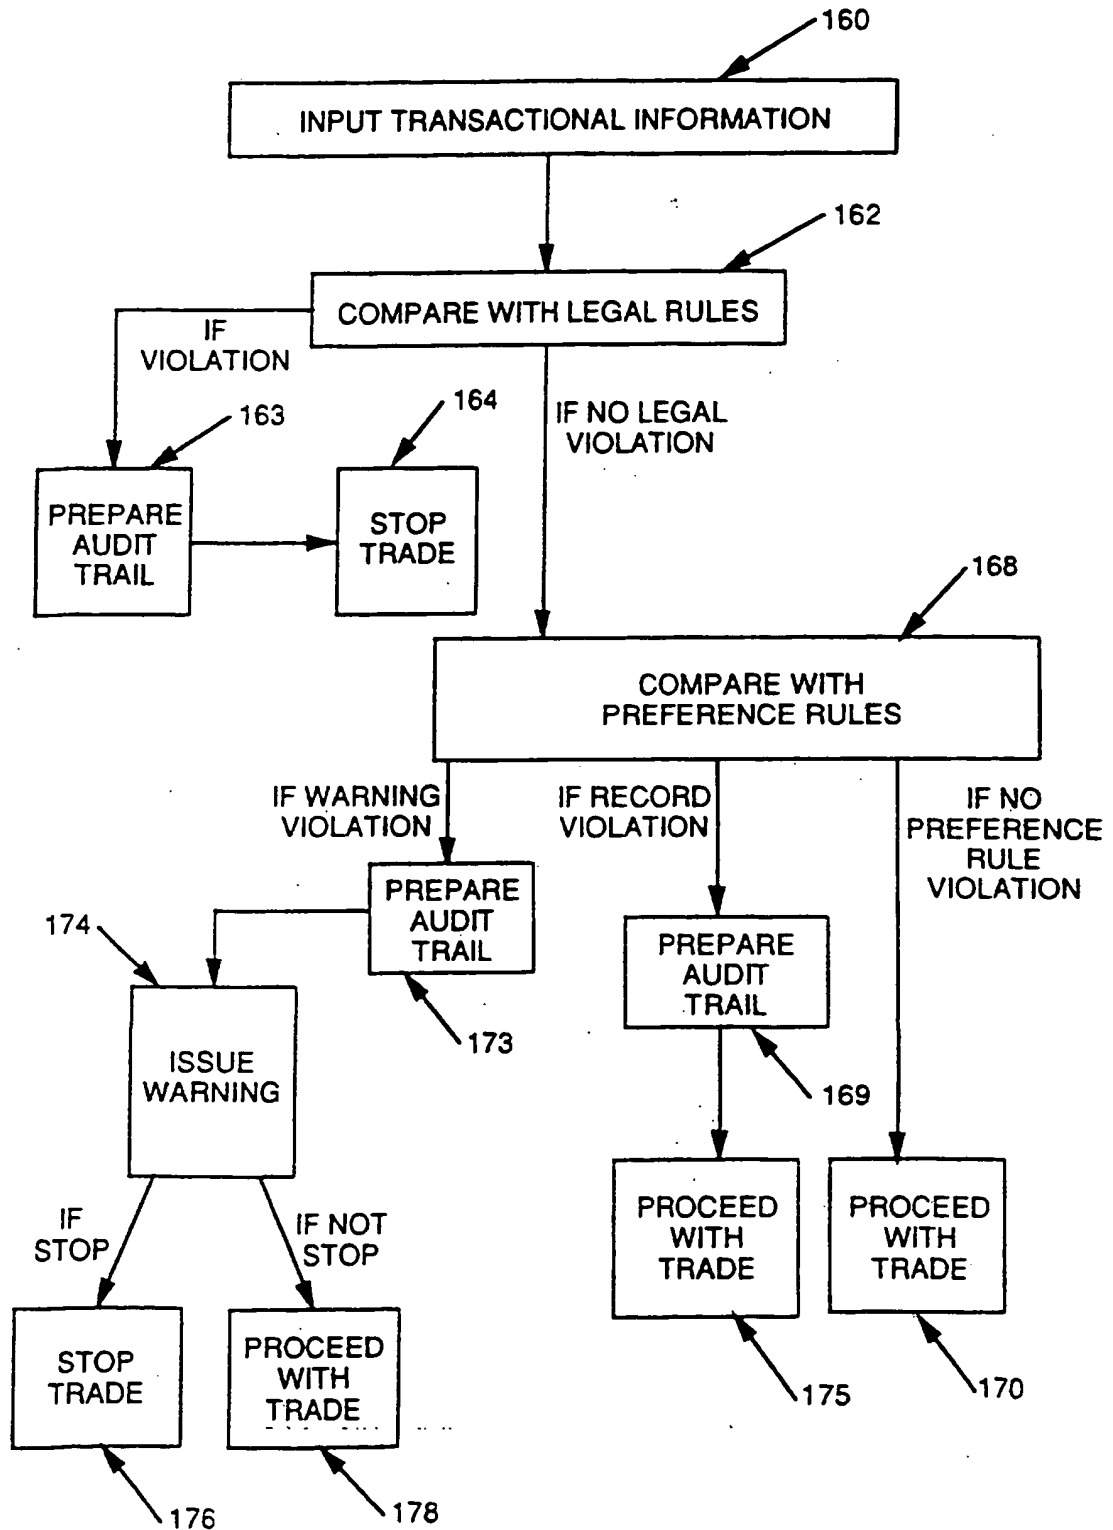 160
INPUT TRANSACTIONAL INFORMATION
162
COMPARE WITH LEGAL RULES
IF
VIOLATION
163
164
IF NO LEGAL
VIOLATION
PREPARE
AUDIT
TRAIL
STOP
TRADE
168
COMPARE WITH
PREFERENCE RULES
IF WARNING
VIOLATION
IF RECORD
VIOLATION
IF NO
PREFERENCE
RULE
VIOLATION
PREPARE
AUDIT
TRAIL
173
174
ISSUE
WARNING
PREPARE
AUDIT
TRAIL
169
IF
STOP
IF NOT
STOP
PROCEED
WITH
TRADE
PROCEED
WITH
TRADE
STOP
TRADE
PROCEED
WITH
TRADE
175
170
176
178